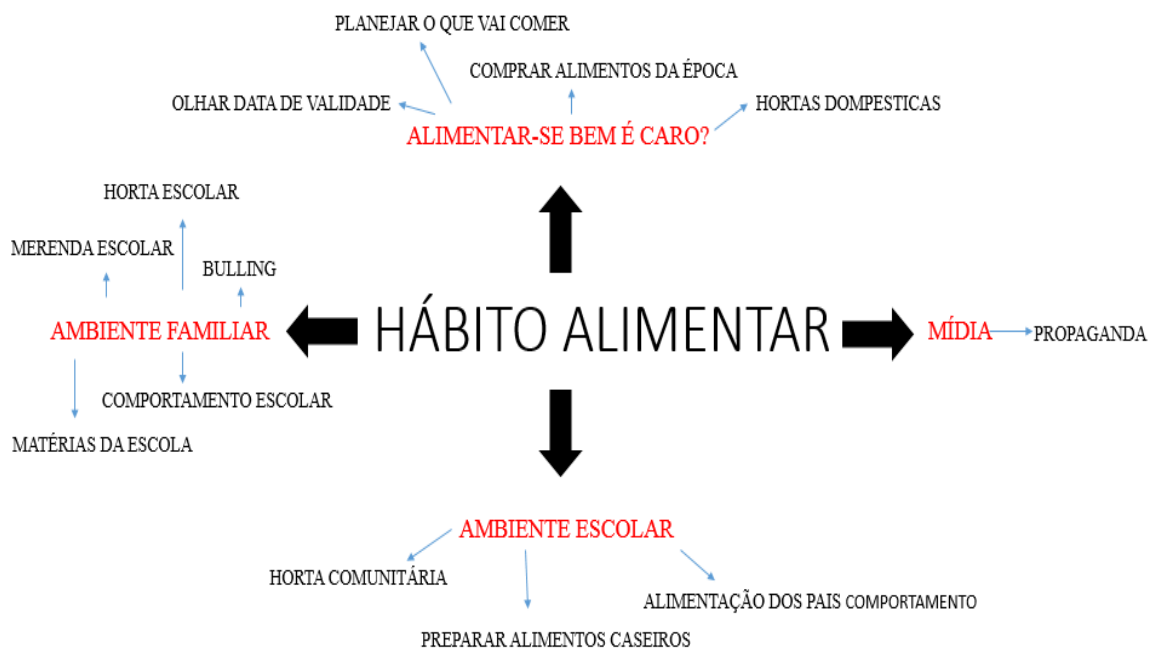 PLANEJAR O QUE VAI COMER
COMPRAR ALIMENTOS DA ÉPOCA
OLHAR DATA DE VALIDADE
HORTAS DOMPESTICAS
ALIMENTAR-SE BEM É CARO?
HORTA ESCOLAR
MERENDA ESCOLAR
BULLING
AMBIENTE FAMILIAR
HÁBITO ALIMENTAR
MÍDIA
PROPAGANDA
COMPORTAMENTO ESCOLAR
MATÉRIAS DA ESCOLA
AMBIENTE ESCOLAR
HORTA COMUNITÁRIA
ALIMENTAÇÃO DOS PAIS COMPORTAMENTO
PREPARAR ALIMENTOS CASEIROS